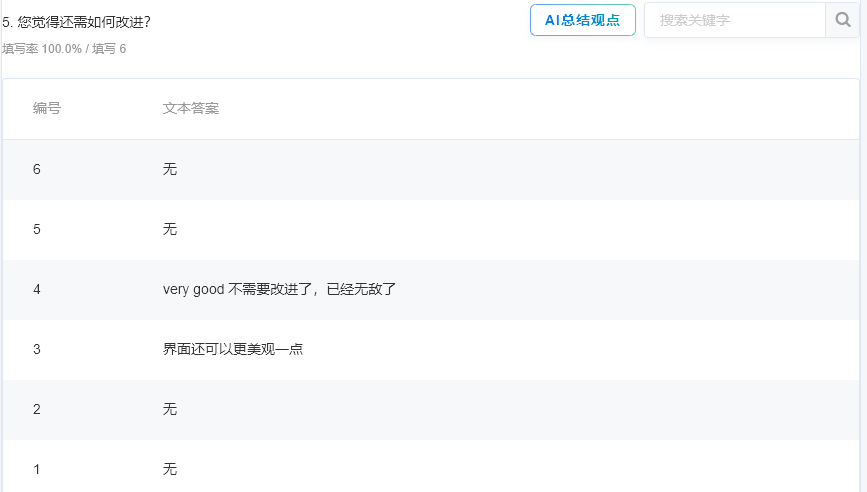 5. 您觉得还需如何改进?
AI总结观点
搜索关键字
填写率 100.0% / 填写 6
编号 文本答案
6 无
5 无
4 very good 不需要改进了，已经无敌了
3 界面还可以更美观一点
2 无
1 无